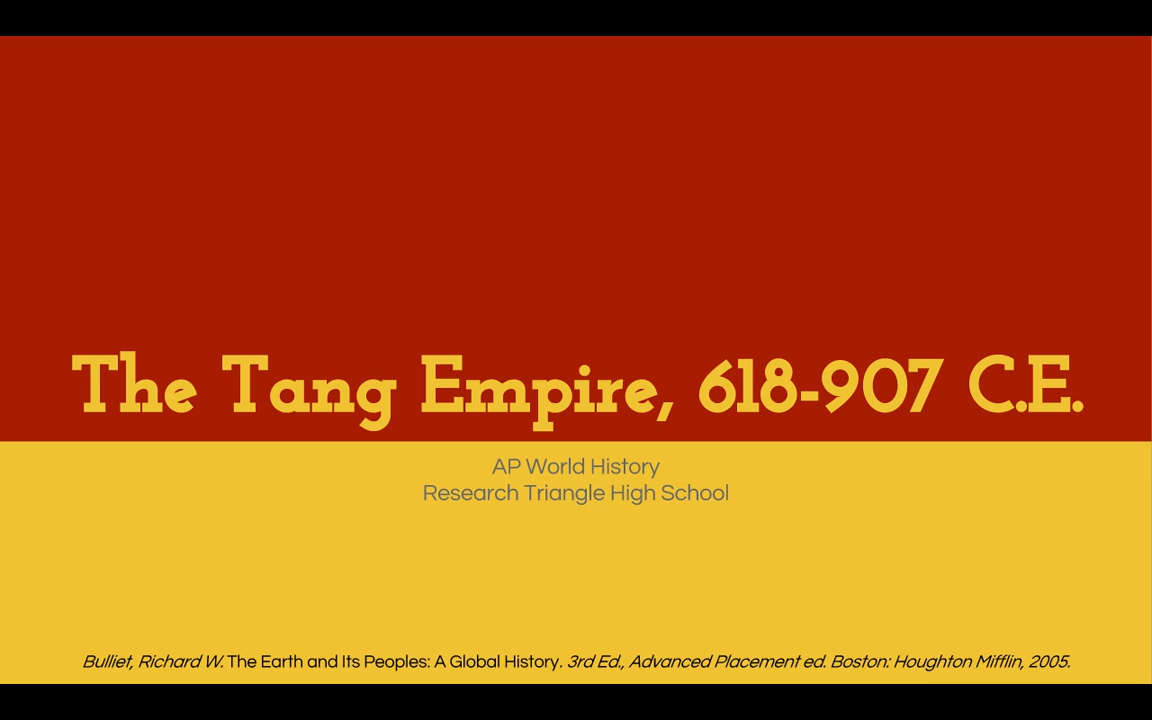 The Tang Empire, 618-907 C.E.
AP World History
Research Triangle High School
Bulliet, Richard W. The Earth and Its Peoples: A Global History. 3rd Ed., Advanced Placement ed. Boston: Houghton Mifflin, 2005.